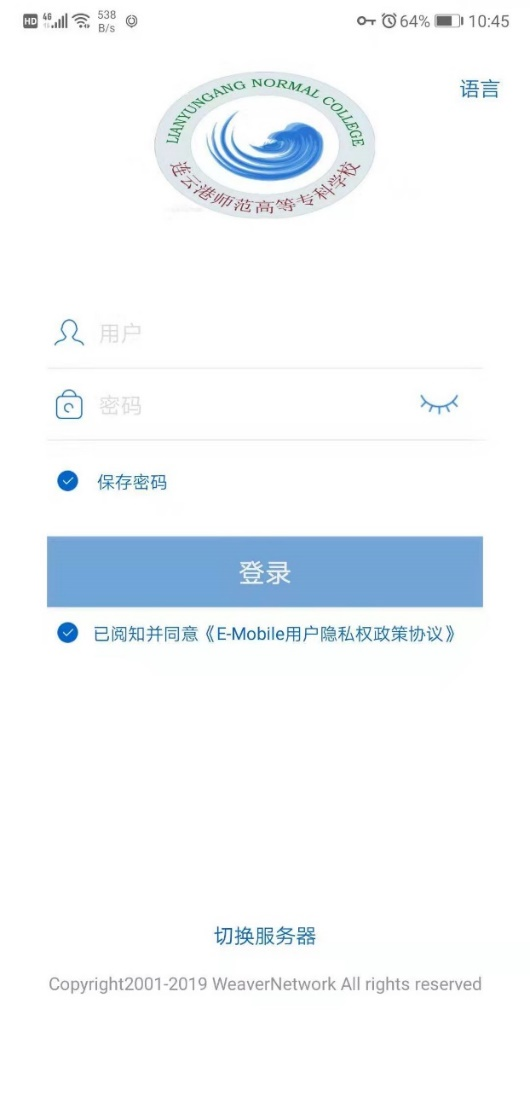 HD 4G 538 B/s 64% 10:45
语言
LIANYUNGANG NORMAL COLLEGE
连云港师范高等专科学校
用户
密码
保存密码
登录
已阅知并同意《E-Mobile用户隐私权政策协议》
切换服务器
Copyright2001-2019 WeaverNetwork All rights reserved